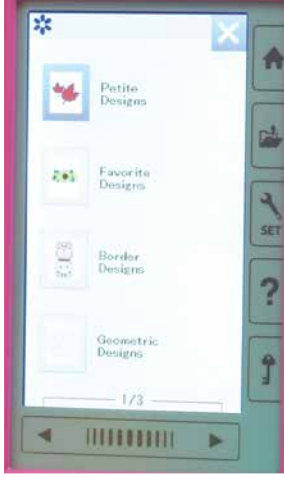 Petite
Designs
Favorite
Designs
Border
Designs
SET
?
Geometric
Designs
1/3